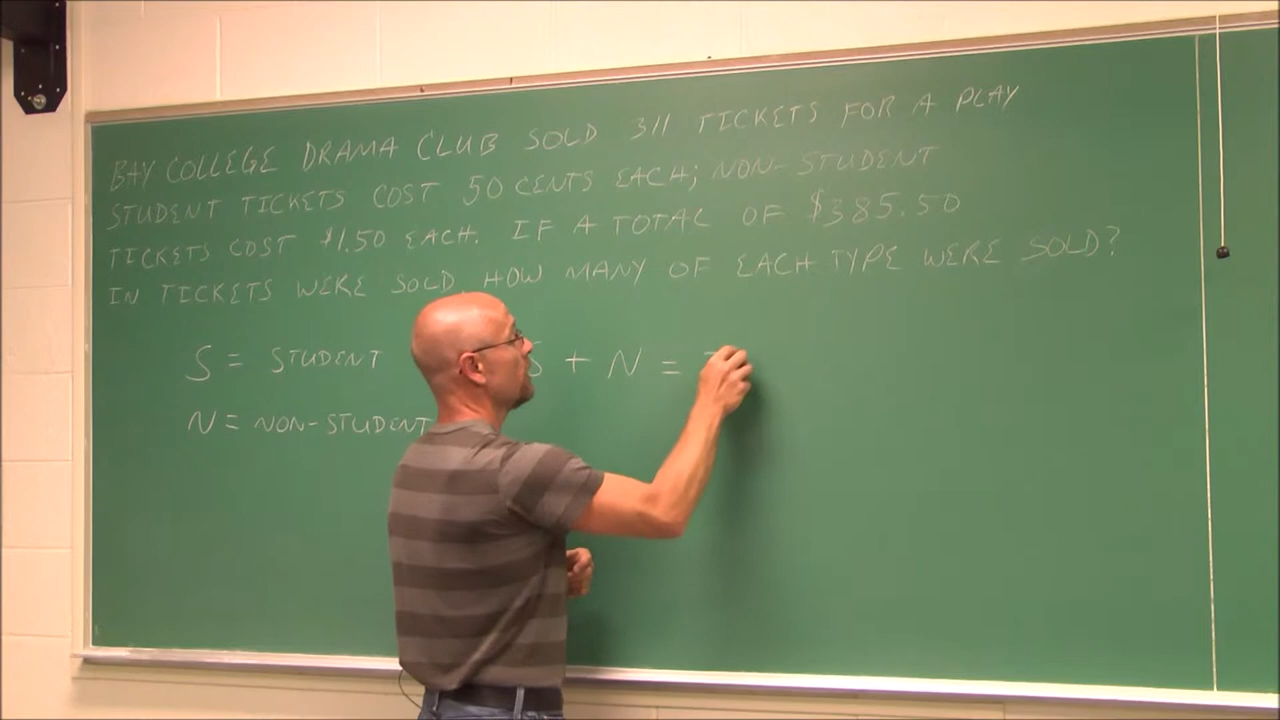 BAY COLLEGE DRAMA CLUB SOLD 311 TICKETS FOR A PLAY
STUDENT TICKETS COST 50 CENTS EACH; NON-STUDENT
TICKETS COST $1.50 EACH. IF A TOTAL OF $385.50
IN TICKETS WERE SOLD, HOW MANY OF EACH TYPE WERE SOLD?
S = STUDENT S + N =
N = NON-STUDENT